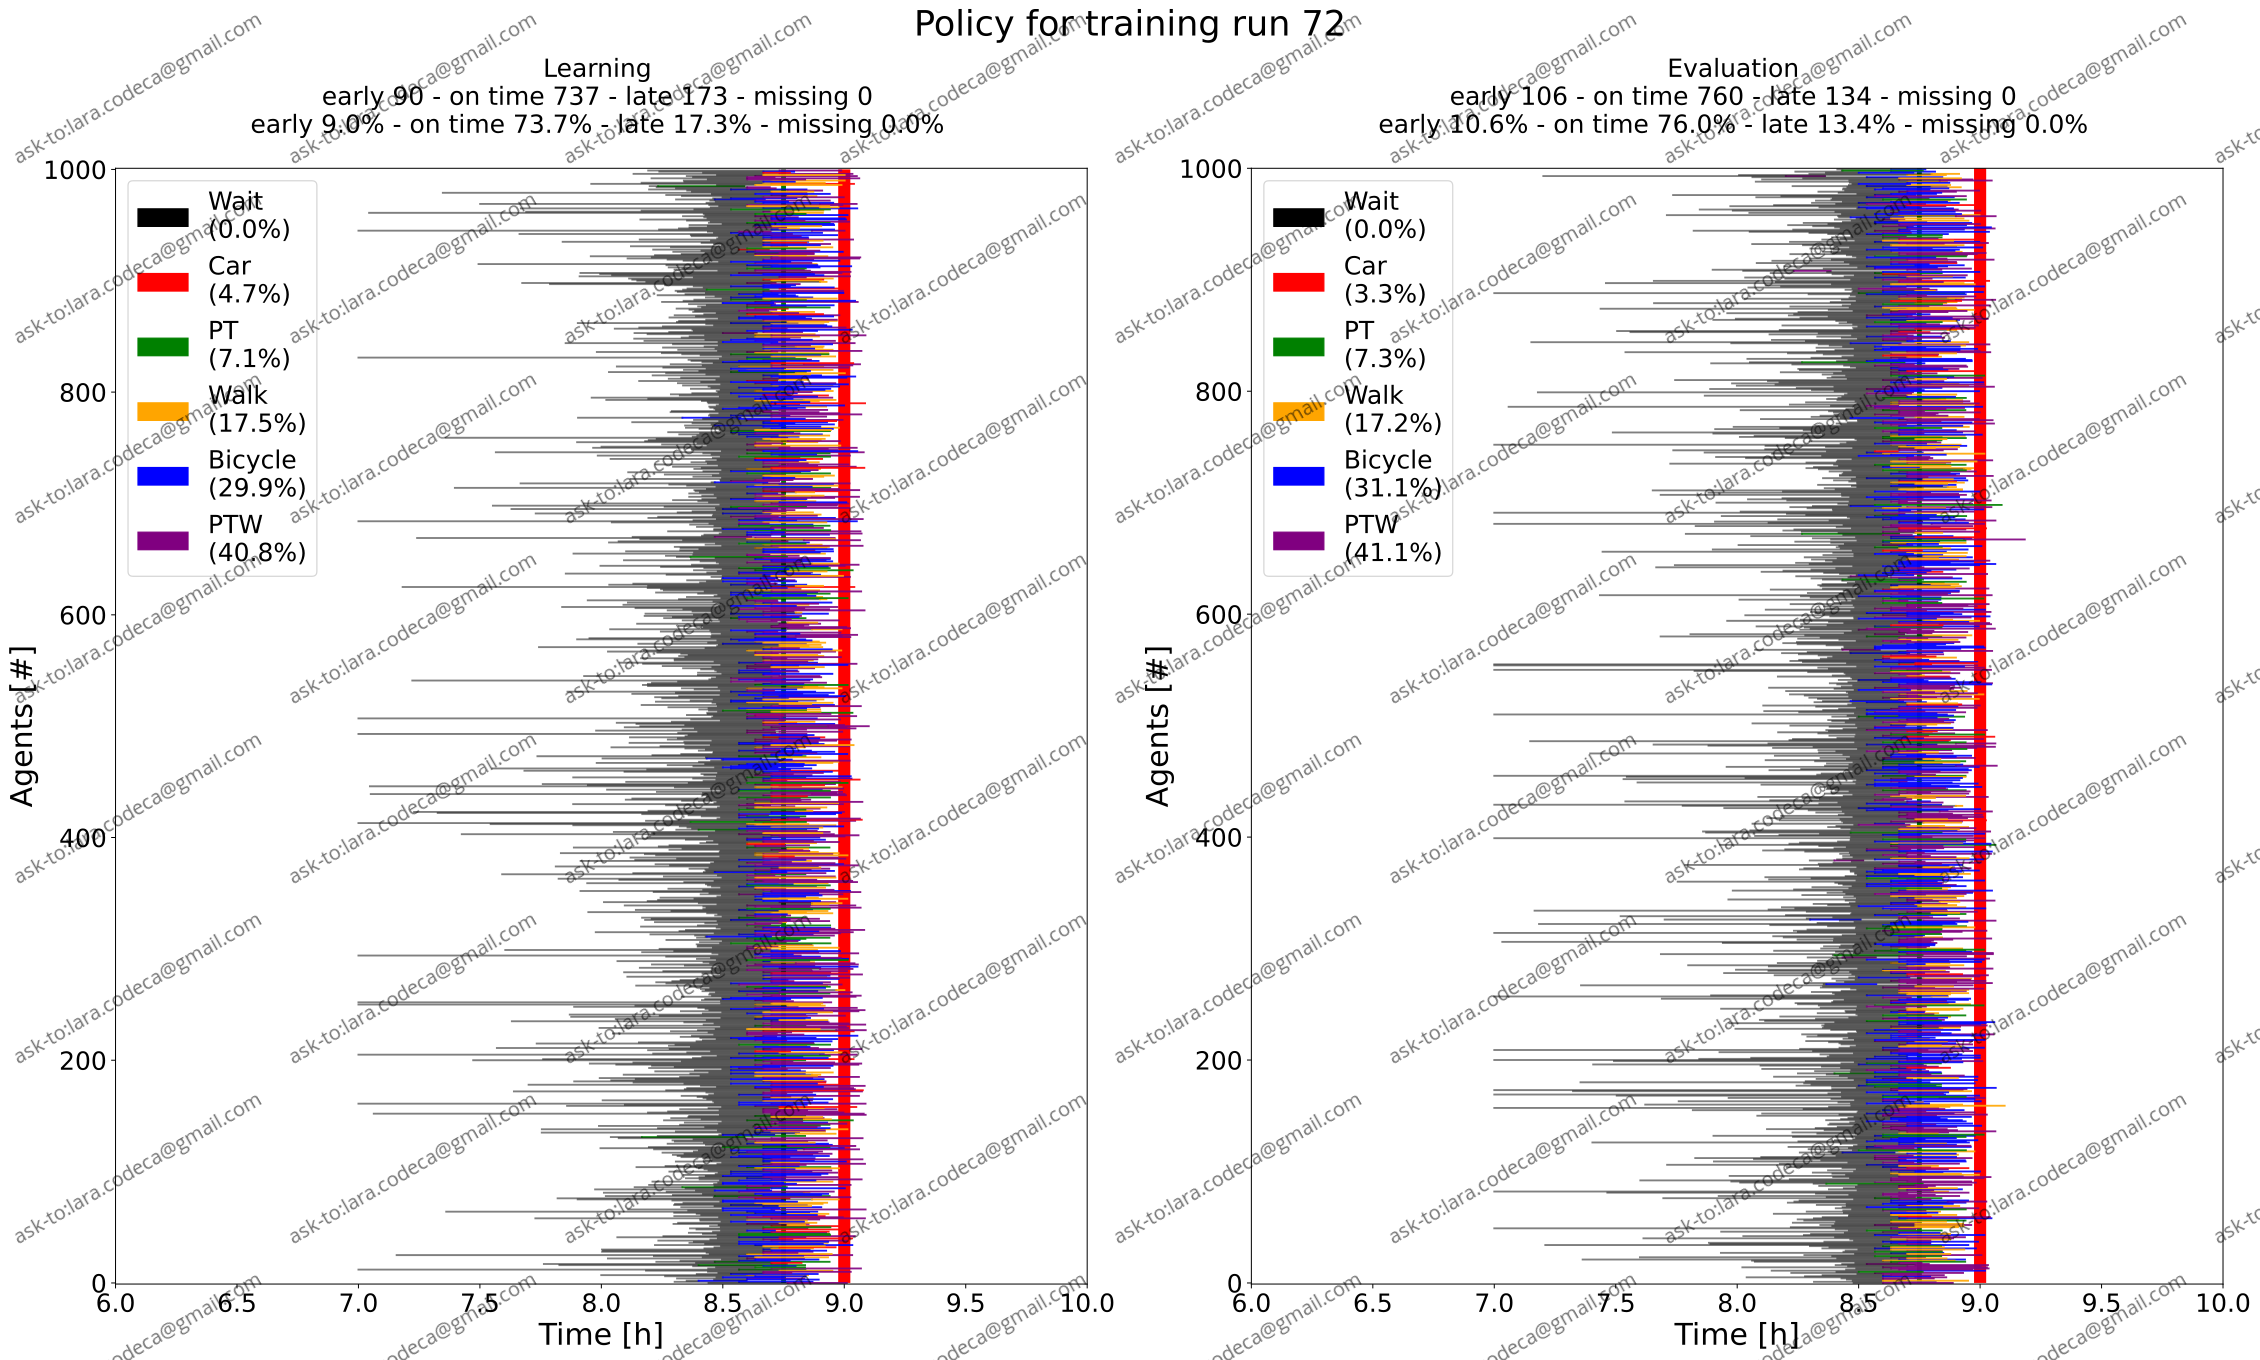 Policy for training run 72
Learning
early 90 - on time 737 - late 173 - missing 0
early 9.0% - on time 73.7% - late 17.3% - missing 0.0%
Agents [#]
1000
800
600
400
200
0
Wait
(0.0%)
Car
(4.7%)
PT
(7.1%)
Walk
(17.5%)
Bicycle
(29.9%)
PTW
(40.8%)
6.0 6.5 7.0 7.5 8.0 8.5 9.0 9.5 10.0
Time [h]
Evaluation
early 106 - on time 760 - late 134 - missing 0
early 10.6% - on time 76.0% - late 13.4% - missing 0.0%
Agents [#]
1000
800
600
400
200
0
Wait
(0.0%)
Car
(3.3%)
PT
(7.3%)
Walk
(17.2%)
Bicycle
(31.1%)
PTW
(41.1%)
6.0 6.5 7.0 7.5 8.0 8.5 9.0 9.5 10.0
Time [h]
ask-to:lara.codeca@gmail.com